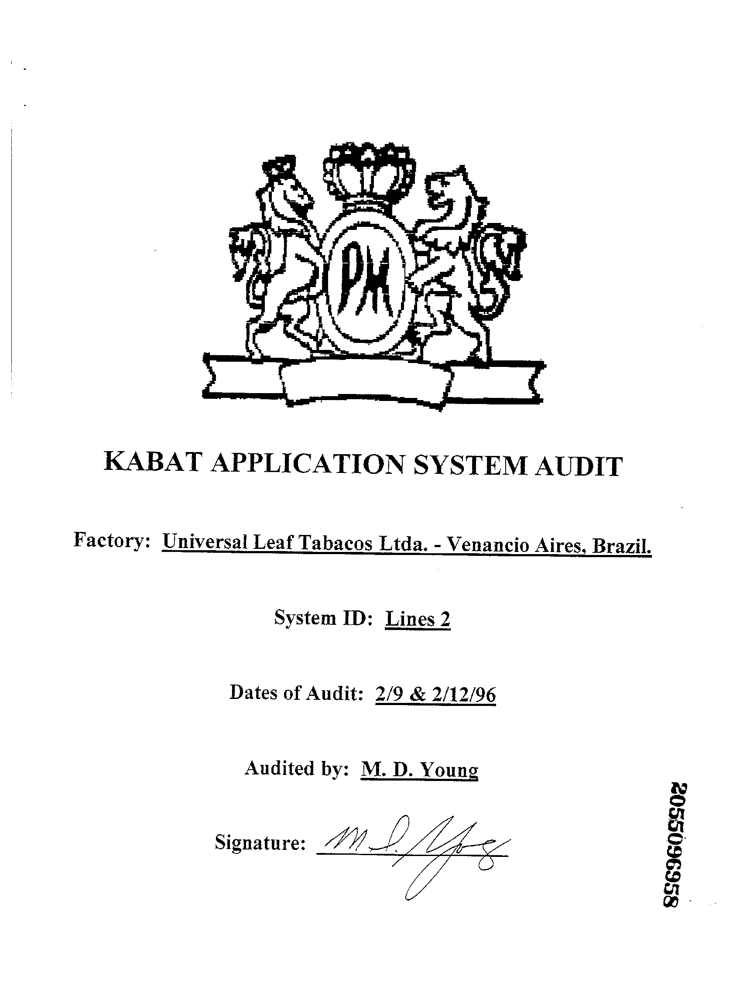 PM
KABAT APPLICATION SYSTEM AUDIT
Factory: Universal Leaf Tabacos Ltda. - Venancio Aires, Brazil.
System ID: Lines 2
Dates of Audit: 2/9 & 2/12/96
Audited by: M. D. Young
Signature: M. D. Young
2055096958